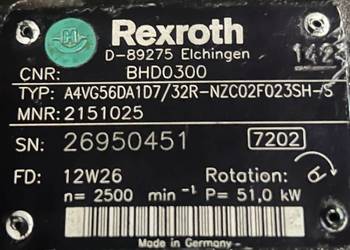 Rexroth
D-89275 Elchingen
CNR: BHD0300
TYP: A4VG56DA1D7/32R-NZC02F023SH-S
MNR: 2151025
SN: 26950451 7202
FD: 12W26 Rotation:
n= 2500 min⁻¹ P= 51,0 kW
Made in Germany